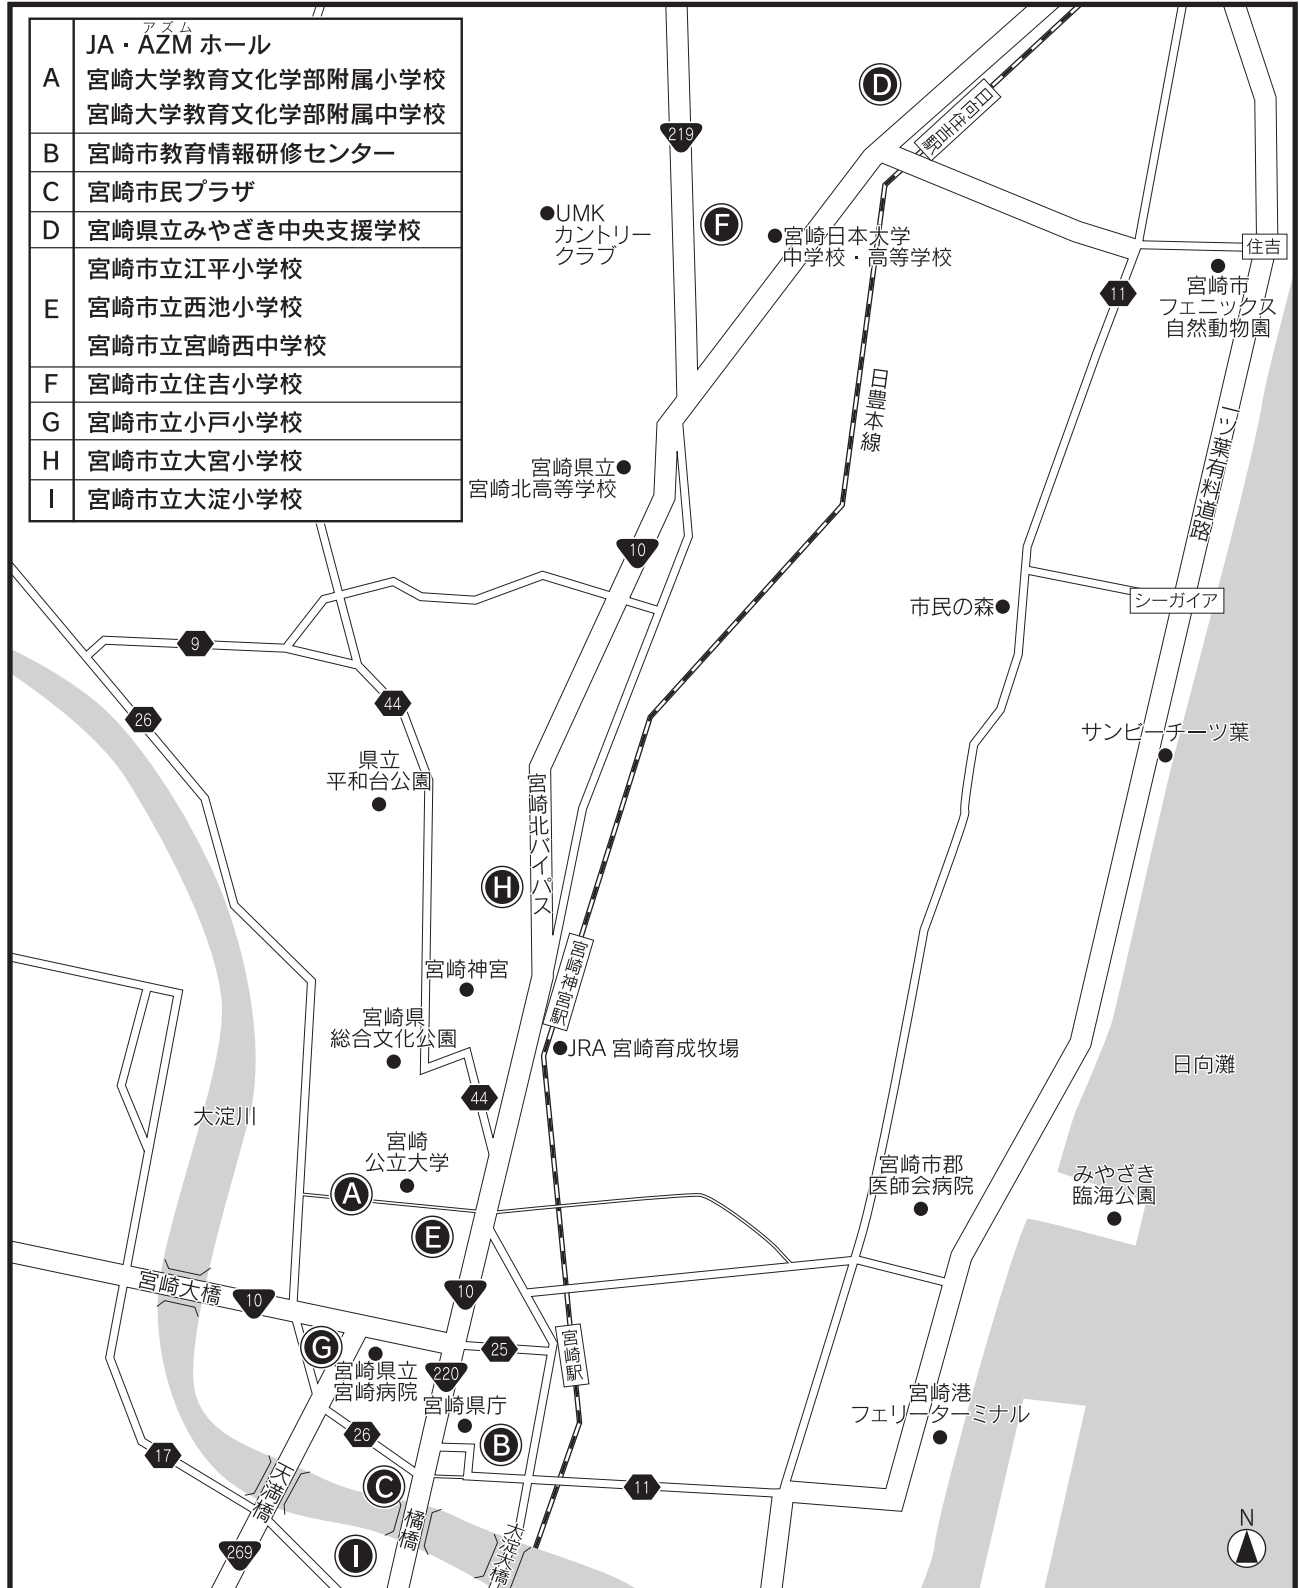 アズム
A
JA・AZMホール
宮崎大学教育文化学部附属小学校
宮崎大学教育文化学部附属中学校
B 宮崎市教育情報研修センター
C 宮崎市民プラザ
D 宮崎県立みやざき中央支援学校
E
宮崎市立江平小学校
宮崎市立西池小学校
宮崎市立宮崎西中学校
F 宮崎市立住吉小学校
G 宮崎市立小戸小学校
H 宮崎市立大宮小学校
I 宮崎市立大淀小学校
D
日向住吉駅
219
UMK
カントリー
クラブ
F
宮崎日本大学
中学校・高等学校
住吉
11
宮崎市
フェニックス
自然動物園
日豊本線
一ツ葉有料道路
宮崎県立
宮崎北高等学校
10
市民の森
シーガイア
9
44
26
サンビーチ一ツ葉
県立
平和台公園
宮崎北バイパス
H
宮崎神宮
宮崎神宮駅
宮崎県
総合文化公園
JRA 宮崎育成牧場
日向灘
44
大淀川
宮崎
公立大学
宮崎市郡
医師会病院
みやざき
臨海公園
A
E
宮崎大橋
10
10
G
25
宮崎駅
宮崎県立
宮崎病院
220
宮崎県庁
宮崎港
フェリーターミナル
26
B
17
天満橋
C
11
橘橋
大淀大橋
269
I
N